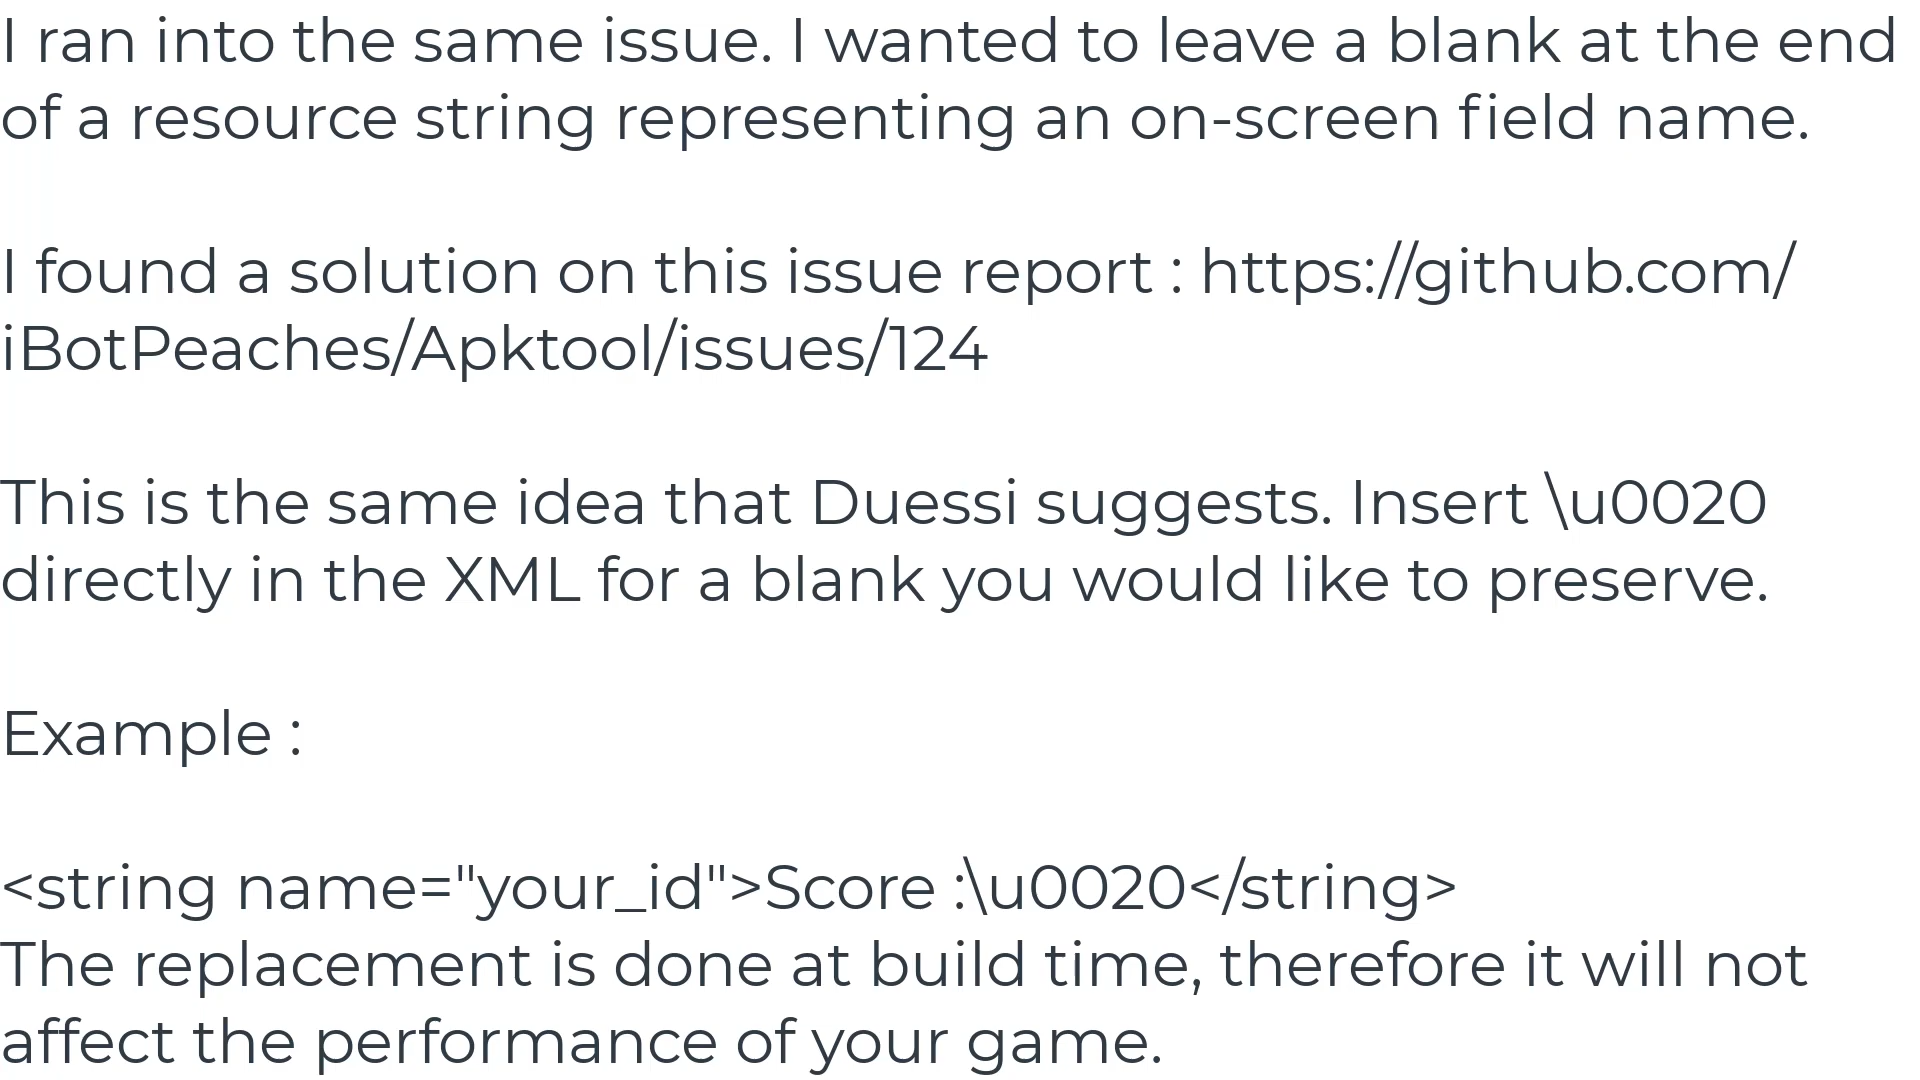 I ran into the same issue. I wanted to leave a blank at the end
of a resource string representing an on-screen field name.
I found a solution on this issue report : https://github.com/
iBotPeaches/Apktool/issues/124
This is the same idea that Duessi suggests. Insert \u0020
directly in the XML for a blank you would like to preserve.
Example :
<string name="your_id">Score :\u0020</string>
The replacement is done at build time, therefore it will not
affect the performance of your game.